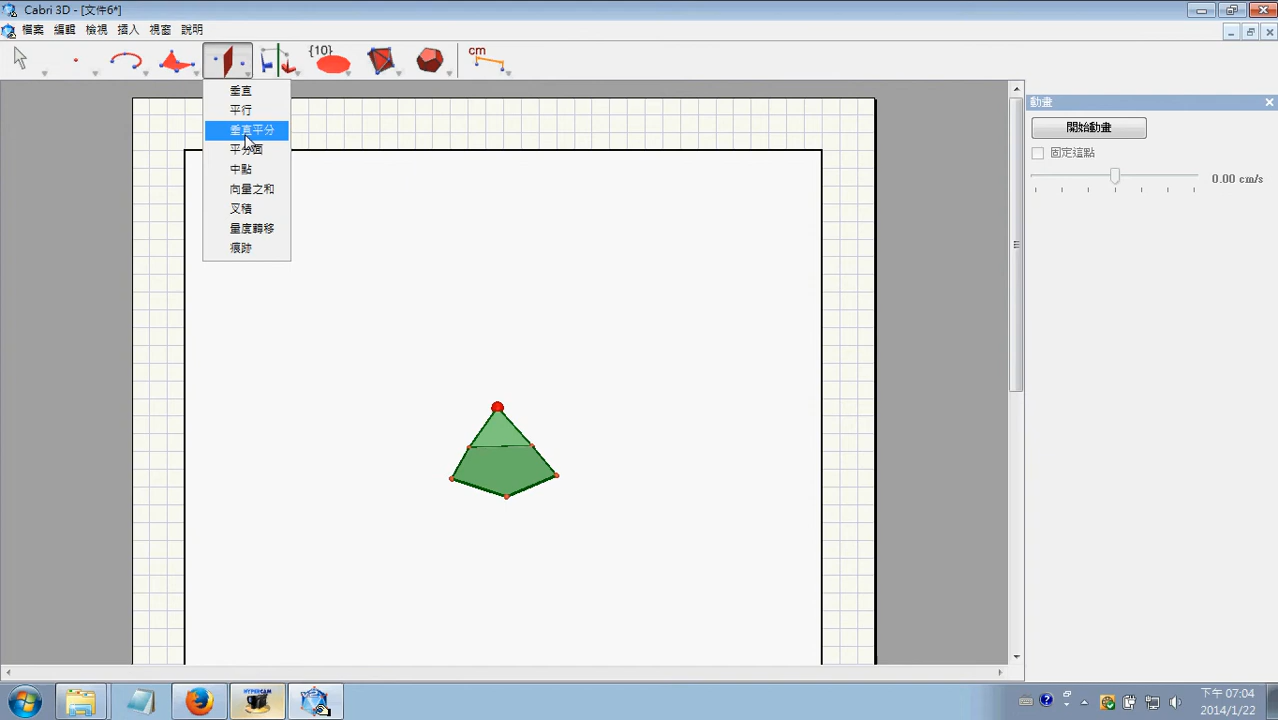 Cabri 3D - [文件6*]
檔案 編輯 檢視 插入 視窗 說明
{10}
cm
垂直
平行
垂直平分
平分面
中點
向量之和
叉積
量度轉移
痕跡
動畫
開始動畫
固定這點
0.00 cm/s
HYPERCAM
下午 07:04
2014/1/22